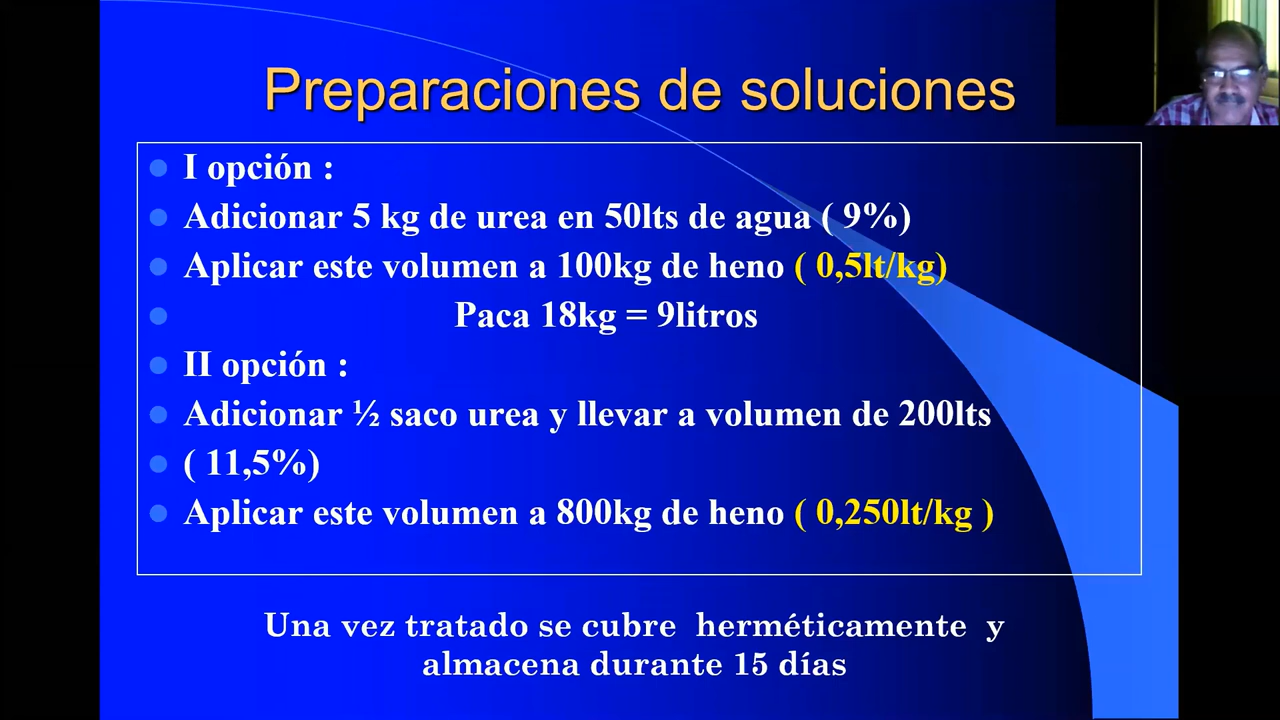 Preparaciones de soluciones
I opción :
Adicionar 5 kg de urea en 50lts de agua ( 9%)
Aplicar este volumen a 100kg de heno ( 0,5lt/kg)
Paca 18kg = 9litros
II opción :
Adicionar ½ saco urea y llevar a volumen de 200lts
( 11,5%)
Aplicar este volumen a 800kg de heno ( 0,250lt/kg )
Una vez tratado se cubre herméticamente y
almacena durante 15 días